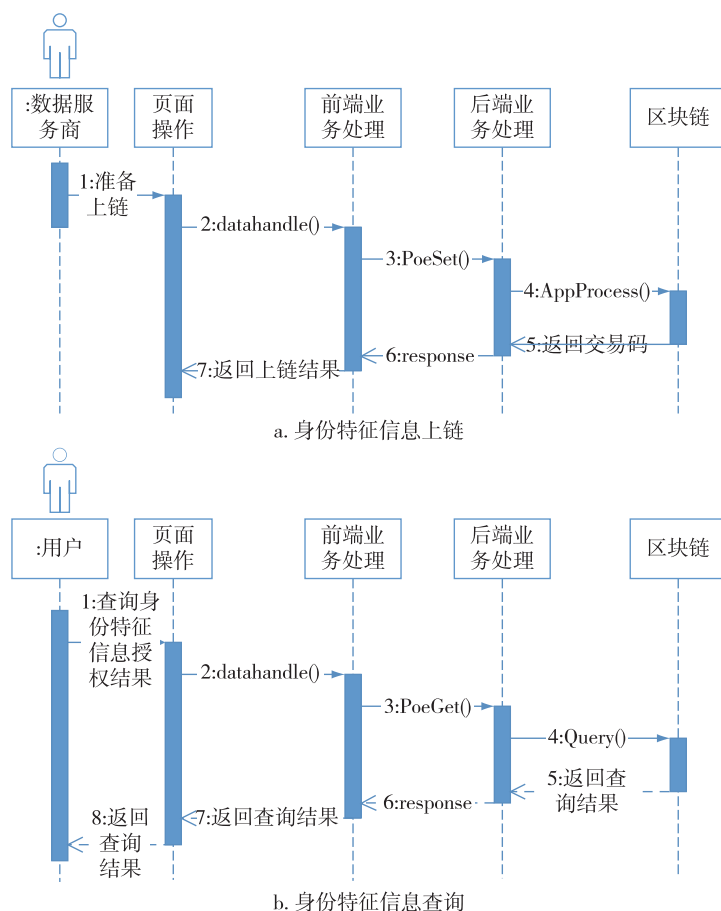 :数据服
务商
页面
操作
前端业
务处理
后端业
务处理
区块链
1:准备
上链
2:datahandle()
3:PoeSet()
4:AppProcess()
5:返回交易码
6:response
7:返回上链结果
a. 身份特征信息上链
:用户
页面
操作
前端业
务处理
后端业
务处理
区块链
1:查询身
份特征
信息授
权结果
2:datahandle()
3:PoeGet()
4:Query()
5:返回查
询结果
6:response
7:返回查询结果
8:返回
查询
结果
b. 身份特征信息查询